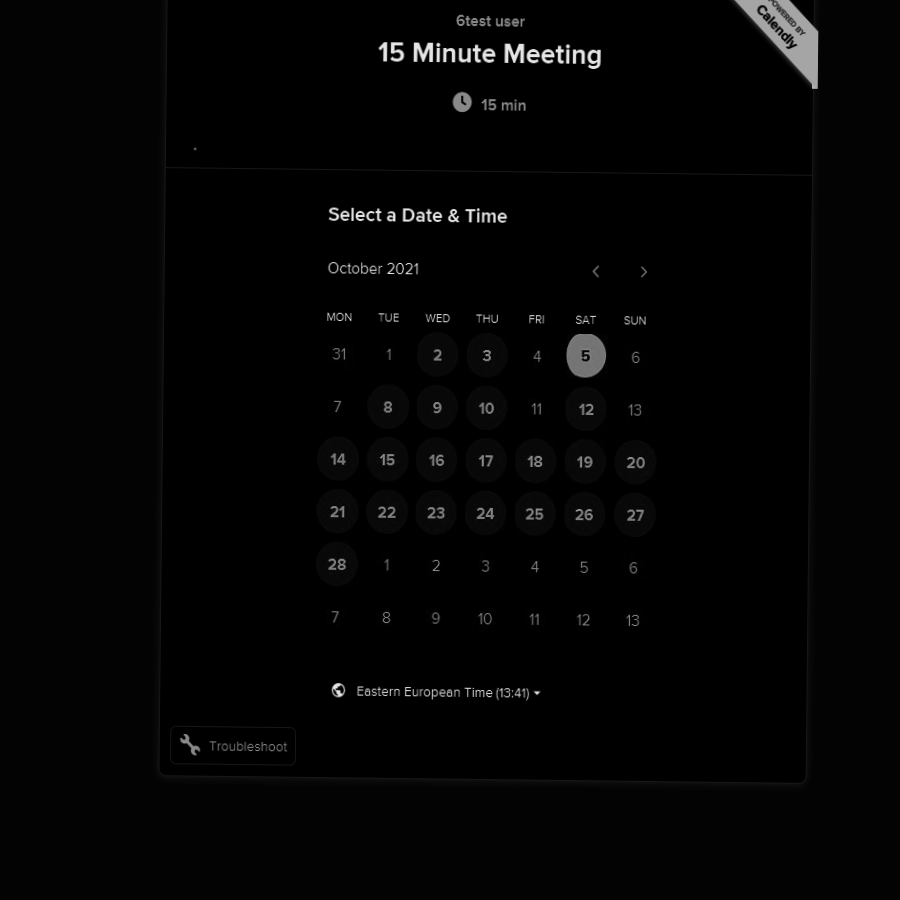 6test user
15 Minute Meeting
15 min
POWERED BY
Calendly
Select a Date & Time
October 2021
MON TUE WED THU FRI SAT SUN
31 1 2 3 4 5 6
7 8 9 10 11 12 13
14 15 16 17 18 19 20
21 22 23 24 25 26 27
28 1 2 3 4 5 6
7 8 9 10 11 12 13
Eastern European Time (13:41)
Troubleshoot